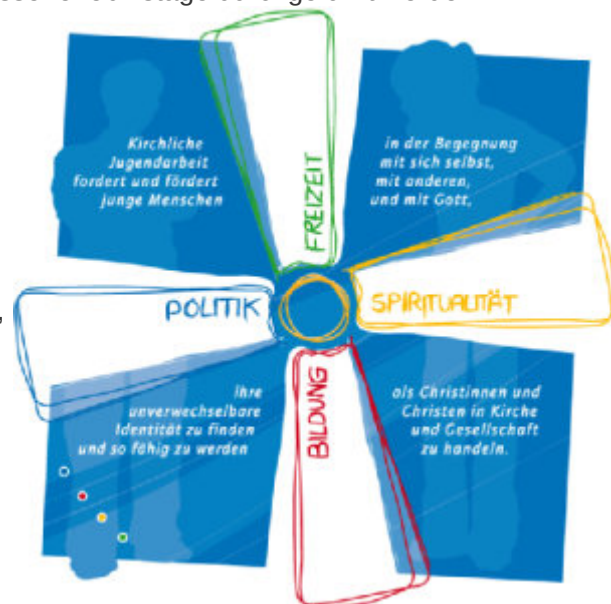 Kirchliche
Jugendarbeit
fordert und fördert
junge Menschen
FREIZEIT
in der Begegnung
mit sich selbst,
mit anderen,
und mit Gott,
POLITIK
SPIRITUALITÄT
ihre
unverwechselbare
Identität zu finden
und so fähig zu werden
BILDUNG
als Christinnen und
Christen in Kirche
und Gesellschaft
zu handeln.